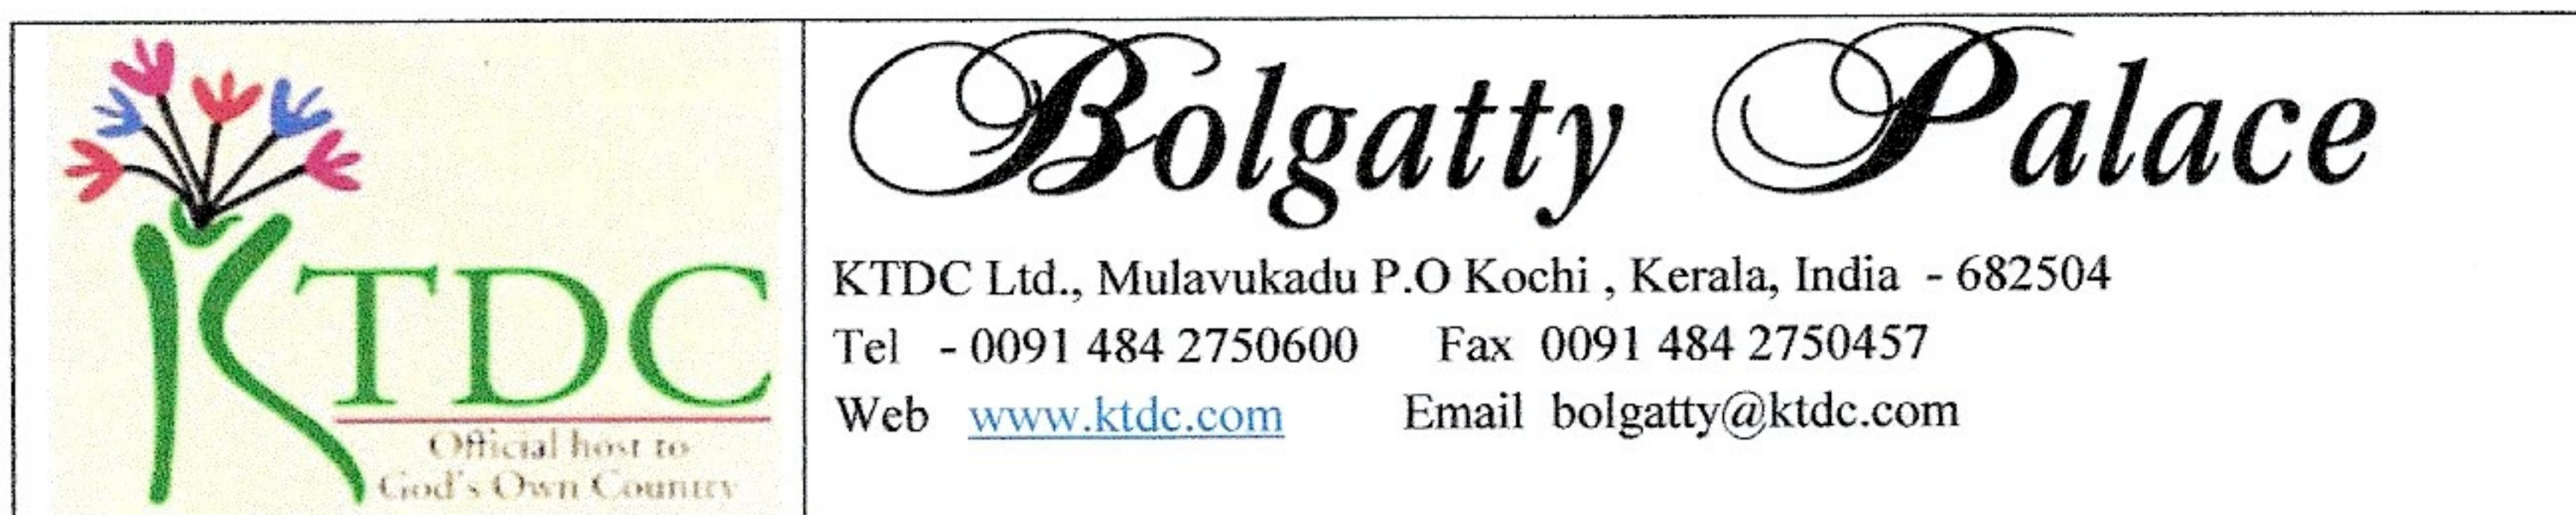 KTDC
Official host to
God's Own Country
Bolgatty Palace
KTDC Ltd., Mulavukadu P.O Kochi , Kerala, India - 682504
Tel - 0091 484 2750600 Fax 0091 484 2750457
Web www.ktdc.com Email bolgatty@ktdc.com